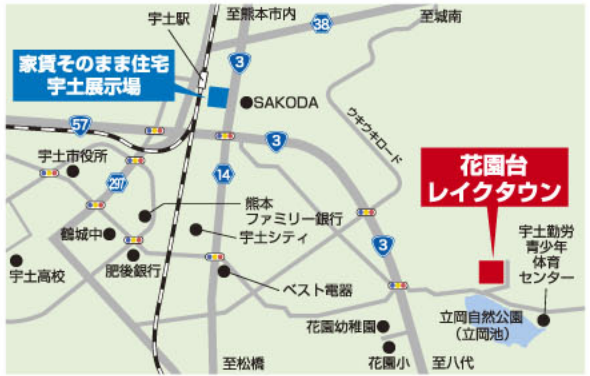 宇土駅
至熊本市内
至城南
38
3
家賃そのまま住宅
宇土展示場
SAKODA
57
3
ウキウキロード
宇土市役所
297
14
花園台
レイクタウン
熊本
ファミリー銀行
鶴城中
宇土シティ
3
宇土勤労
青少年
体育
センター
宇土高校
肥後銀行
ベスト電器
立岡自然公園
(立岡池)
花園幼稚園
花園小
至松橋
至八代